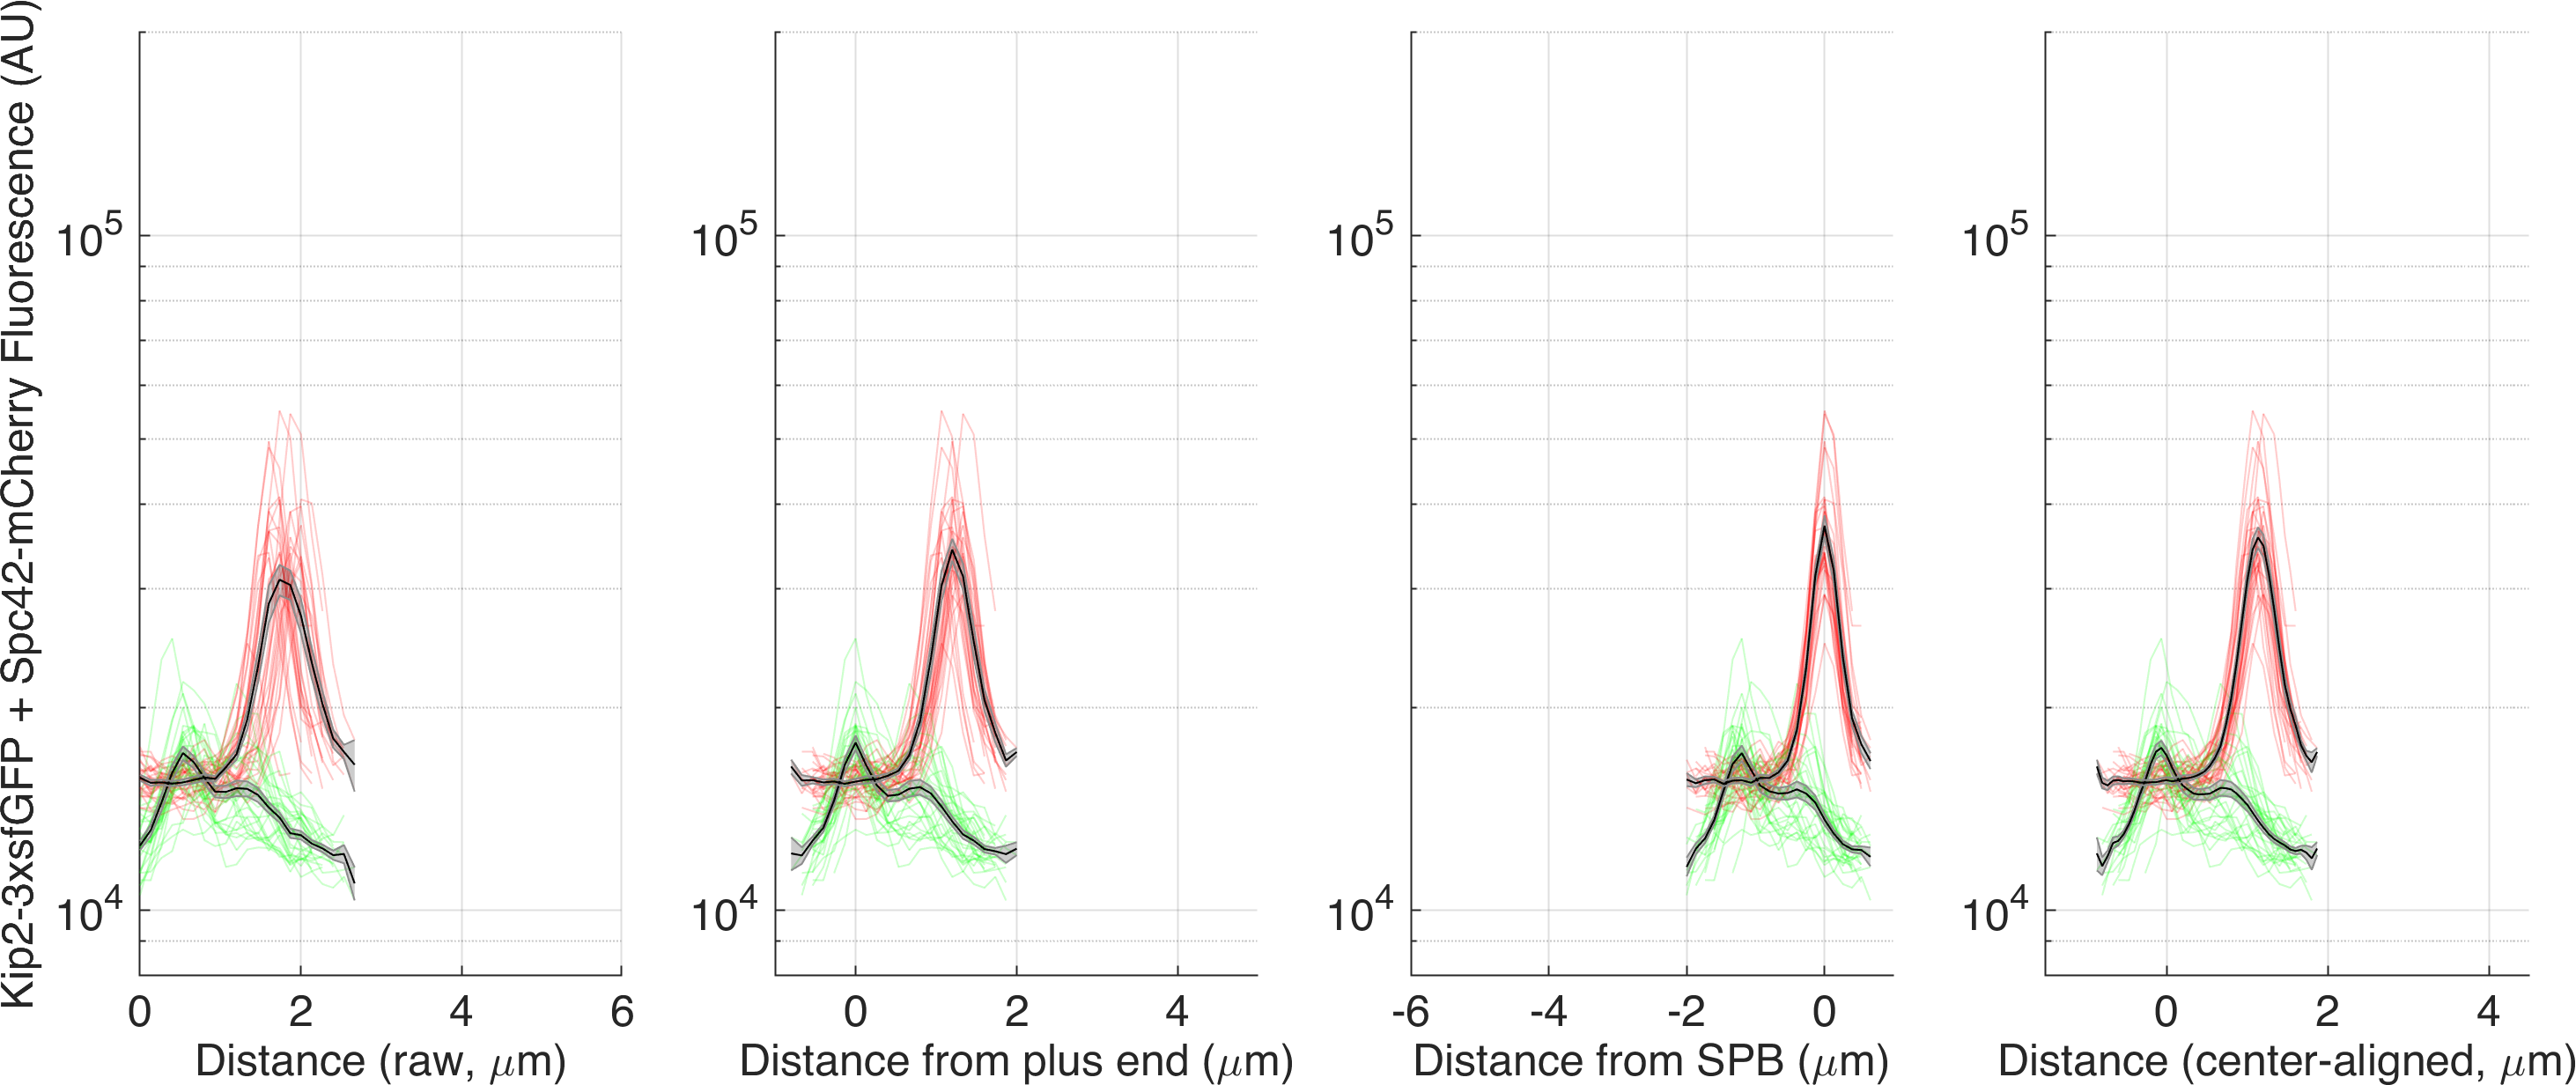 Kip2-3xsfGFP + Spc42-mCherry Fluorescence (AU)
10^5
10^4
0 2 4 6
Distance (raw, μm)
10^5
10^4
0 2 4
Distance from plus end (μm)
10^5
10^4
-6 -4 -2 0
Distance from SPB (μm)
10^5
10^4
0 2 4
Distance (center-aligned, μm)